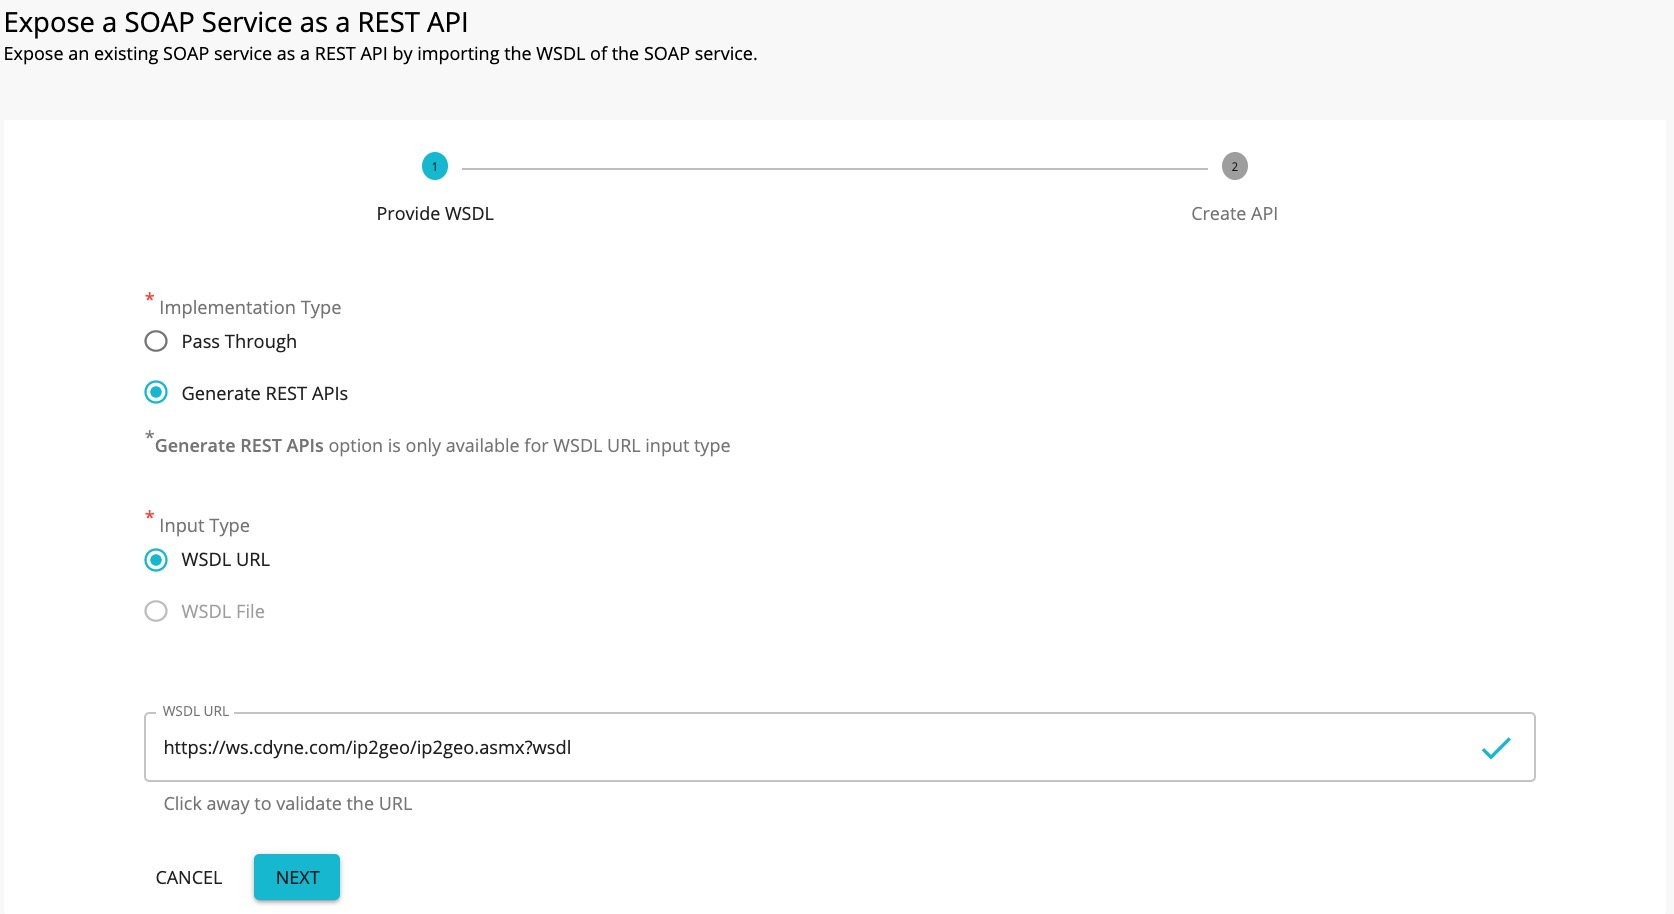 Expose a SOAP Service as a REST API
Expose an existing SOAP service as a REST API by importing the WSDL of the SOAP service.
1
2
Provide WSDL
Create API
* Implementation Type
Pass Through
Generate REST APIs
*Generate REST APIs option is only available for WSDL URL input type
* Input Type
WSDL URL
WSDL File
WSDL URL
https://ws.cdyne.com/ip2geo/ip2geo.asmx?wsdl
Click away to validate the URL
CANCEL
NEXT